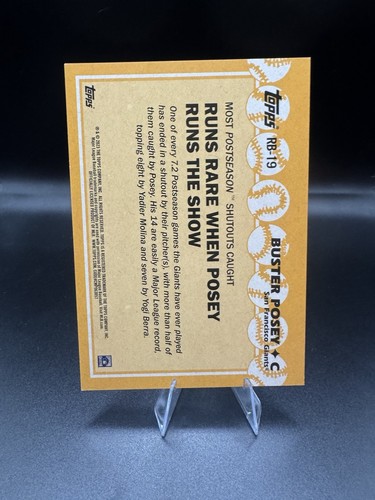 Topps
RB-19
BUSTER POSEY ✦ C
San Francisco Giants
MOST POSTSEASON™ SHUTOUTS CAUGHT
RUNS RARE WHEN POSEY
RUNS THE SHOW
One of every 7.2 Postseason games the Giants have ever played
has ended in a shutout by their pitcher(s), with more than half of
them caught by Posey. His 14 are easily a Major League record,
topping eight by Yadier Molina and seven by Yogi Berra.
Topps